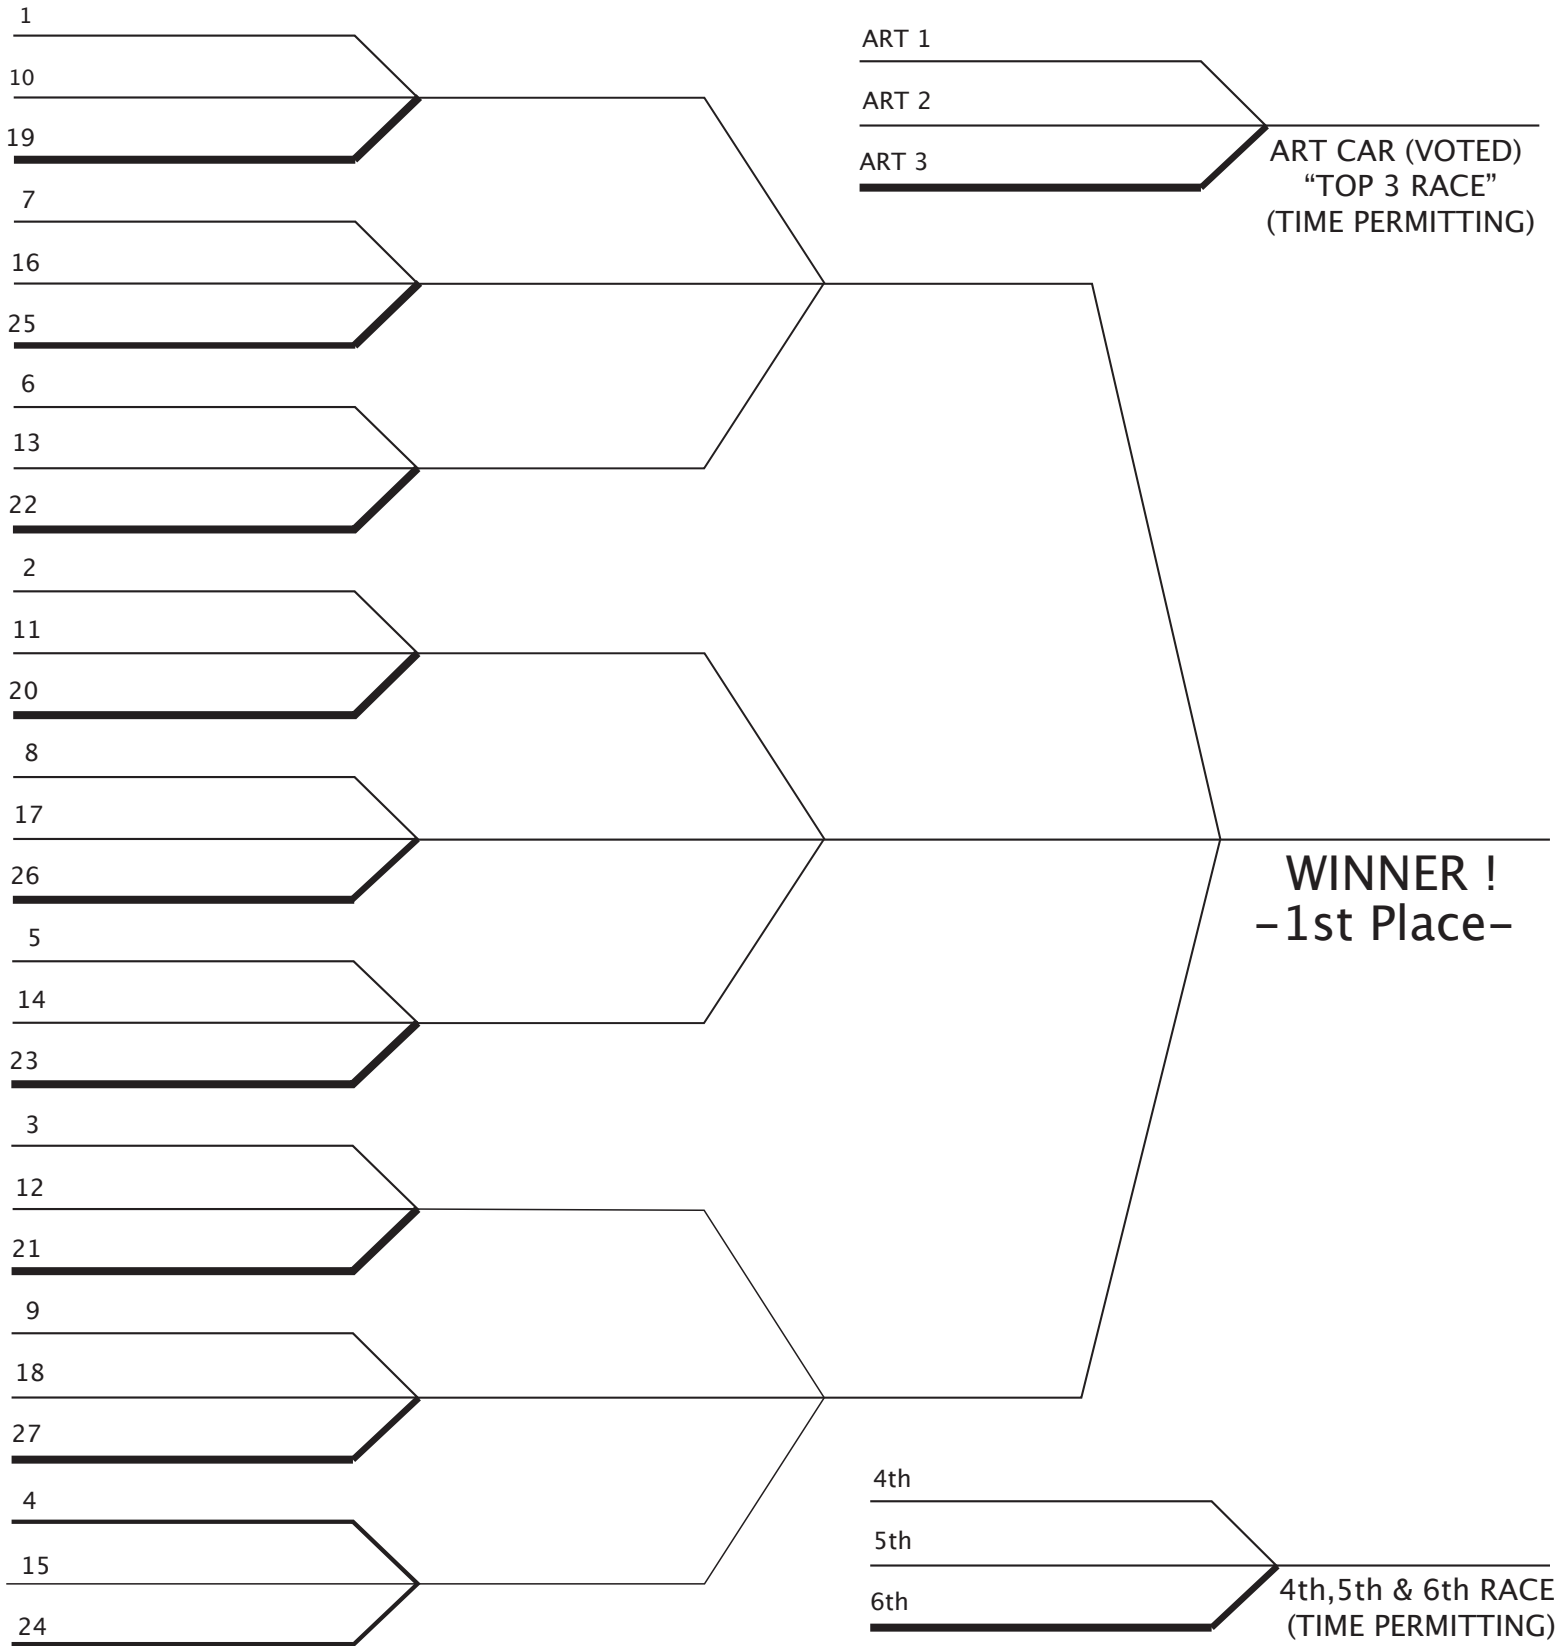 1
10
19
7
16
25
6
13
22
2
11
20
8
17
26
5
14
23
3
12
21
9
18
27
4
15
24
ART 1
ART 2
ART 3
ART CAR (VOTED)
“TOP 3 RACE”
(TIME PERMITTING)
WINNER !
–1st Place–
4th
5th
6th
4th,5th & 6th RACE
(TIME PERMITTING)